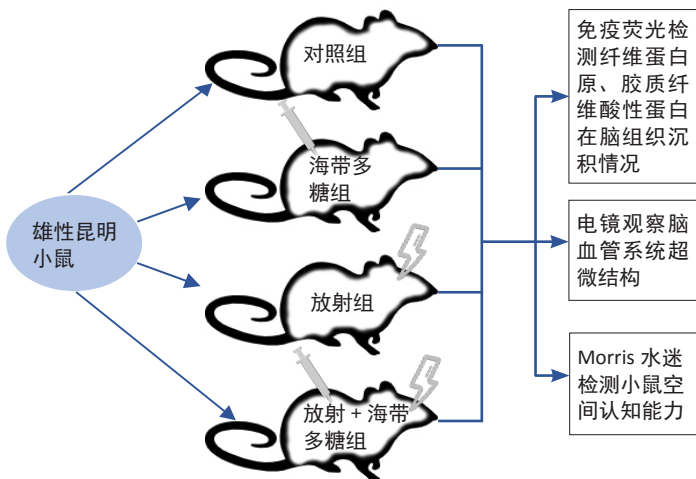 雄性昆明
小鼠
对照组
海带多
糖组
放射组
放射 + 海带
多糖组
免疫荧光检
测纤维蛋白
原、胶质纤
维酸性蛋白
在脑组织沉
积情况
电镜观察脑
血管系统超
微结构
Morris 水迷
检测小鼠空
间认知能力